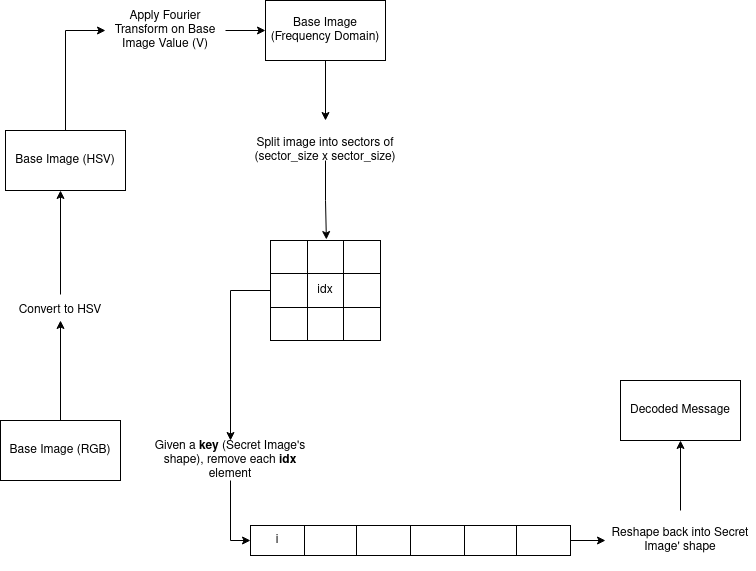 Apply Fourier
Transform on Base
Image Value (V)
Base Image
(Frequency Domain)
Split image into sectors of
(sector_size x sector_size)
Base Image (HSV)
Convert to HSV
Base Image (RGB)
idx
Given a key (Secret Image's
shape), remove each idx
element
i
Reshape back into Secret
Image' shape
Decoded Message